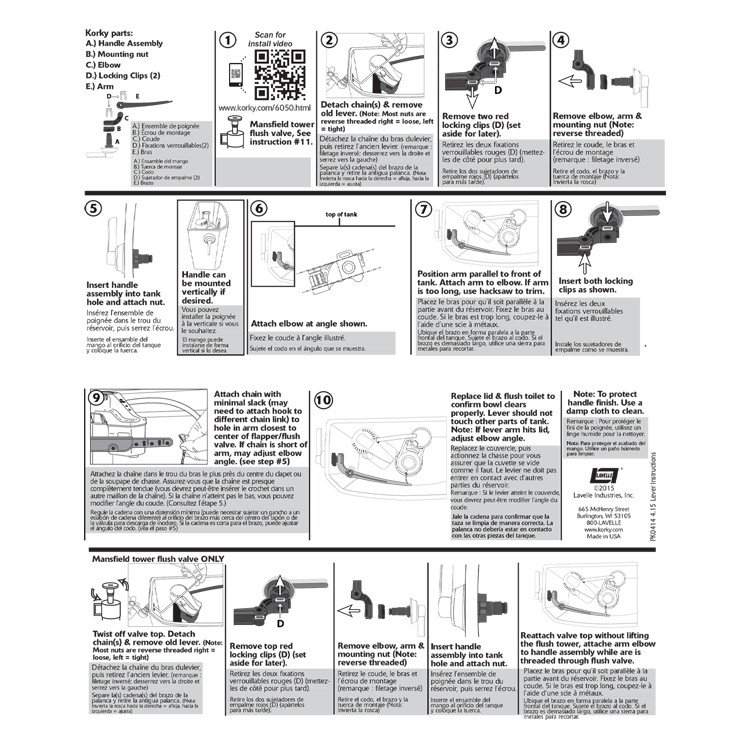 Korky parts:
A.) Handle Assembly
B.) Mounting nut
C.) Elbow
D.) Locking Clips (2)
E.) Arm
D
E
C
B
A
A.) Ensemble de poignée
B.) Écrou de montage
C.) Coude
D.) Fixations verrouillables(2)
E.) Bras
A.) Ensamble del mango
B.) Tuerca de montaje
C.) Codo
D.) Sujetador de empalme (2)
E.) Brazo
1
Scan for
install video
www.korky.com/6050.html
Mansfield tower
flush valve, See
instruction #11.
2
Detach chain(s) & remove
old lever. (Note: Most nuts are
reverse threaded right = loose, left
= tight)
Détachez la chaîne du bras dulevier,
puis retirez l'ancien levier. (remarque :
filetage inversé; desserrez vers la droite et
serrez vers la gauche)
Separe la(s) cadena(s) del brazo de la
palanca y retire la antigua palanca. (Nota:
Invierta la rosca hacia la derecha = afloja, hacia la
izquierda = ajusta)
3
D
Remove two red
locking clips (D) (set
aside for later).
Retirez les deux fixations
verrouillables rouges (D) (mettez-
les de côté pour plus tard).
Retire los dos sujetadores de
empalme rojos (D) (apártelos
para más tarde).
4
Remove elbow, arm &
mounting nut (Note:
reverse threaded)
Retirez le coude, le bras et
l'écrou de montage
(remarque : filetage inversé)
Retire el codo, el brazo y la
tuerca de montaje (Nota:
Invierta la rosca)
5
Insert handle
assembly into tank
hole and attach nut.
Insérez l'ensemble de
poignée dans le trou du
réservoir, puis serrez l'écrou.
Inserte el ensamble del
mango al orificio del tanque
y coloque la tuerca.
Handle can
be mounted
vertically if
desired.
Vous pouvez
installer la poignée
à la verticale si vous
le souhaitez.
El mango puede
instalarse de forma
vertical si lo desea.
6
top of tank
Attach elbow at angle shown.
Fixez le coude à l'angle illustré.
Sujete el codo en el ángulo que se muestra.
7
Position arm parallel to front of
tank. Attach arm to elbow. If arm
is too long, use hacksaw to trim.
Placez le bras pour qu'il soit parallèle à la
partie avant du réservoir. Fixez le bras au
coude. Si le bras est trop long, coupez-le à
l'aide d'une scie à métaux.
Ubique el brazo en forma paralela a la parte
frontal del tanque. Sujete el brazo al codo. Si el
brazo es demasiado largo, utilice una sierra para
metales para recortar.
8
Insert both locking
clips as shown.
Insérez les deux
fixations verrouillables
tel qu'il est illustré.
Instale los sujetadores de
empalme como se muestra.
9
Attach chain with
minimal slack (may
need to attach hook to
different chain link) to
hole in arm closest to
center of flapper/flush
valve. If chain is short of
arm, may adjust elbow
angle. (see step #5)
Attachez la chaîne dans le trou du bras le plus près du centre du clapet ou
de la soupape de chasse. Assurez-vous que la chaîne est presque
complètement tendue (vous devrez peut-être insérer le crochet dans un
autre maillon de la chaîne). Si la chaîne n'atteint pas le bas, vous pouvez
modifier l'angle du coude. (Consultez l'étape 5.)
Regule la cadena con una distensión mínima (puede necesitar sujetar un gancho a un
eslabón de cadena diferente) al orificio del brazo más cerca del centro del tapón o de
la válvula para descarga de inodoro). Si la cadena es corta para el brazo, puede ajustar
el ángulo del codo. (vea el paso #5)
10
Replace lid & flush toilet to
confirm bowl clears
properly. Lever should not
touch other parts of tank.
Note: If lever arm hits lid,
adjust elbow angle.
Replacez le couvercle, puis
actionnez la chasse pour vous
assurer que la cuvette se vide
comme il faut. Le levier ne doit pas
entrer en contact avec d'autres
parties du réservoir.
Remarque : Si le levier atteint le couvercle,
vous devrez peut-être modifier l'angle du
coude.
Jale la cadena para confirmar que la
taza se limpia de manera correcta. La
palanca no debería estar en contacto
con las otras piezas del tanque.
Note: To protect
handle finish. Use a
damp cloth to clean.
Remarque : Pour protéger le
fini de la poignée, utilisez un
linge humide pour la nettoyer.
Nota: Para proteger el acabado del
mango. Utilice un paño húmedo
para limpiar.
LAVELLE
©2015
Lavelle Industries, Inc.
665 McHenry Street
Burlington, WI 53105
800-LAVELLE
www.korky.com
Made in USA
PK0414 4.15 Lever Instructions
Mansfield tower flush valve ONLY
Twist off valve top. Detach
chain(s) & remove old lever. (Note:
Most nuts are reverse threaded right =
loose, left = tight)
Détachez la chaîne du bras dulevier,
puis retirez l'ancien levier. (remarque :
filetage inversé; desserrez vers la droite et
serrez vers la gauche)
Separe la(s) cadena(s) del brazo de la
palanca y retire la antigua palanca. (Nota:
Invierta la rosca hacia la derecha = afloja, hacia la
izquierda = ajusta)
D
Remove top red
locking clips (D) (set
aside for later).
Retirez les deux fixations
verrouillables rouges (D) (mettez-
les de côté pour plus tard).
Retire los dos sujetadores de
empalme rojos (D) (apártelos
para más tarde).
Remove elbow, arm &
mounting nut (Note:
reverse threaded)
Retirez le coude, le bras et
l'écrou de montage
(remarque : filetage inversé)
Retire el codo, el brazo y la
tuerca de montaje (Nota:
Invierta la rosca)
Insert handle
assembly into tank
hole and attach nut.
Insérez l'ensemble de
poignée dans le trou du
réservoir, puis serrez l'écrou.
Inserte el ensamble del
mango al orificio del tanque
y coloque la tuerca.
Reattach valve top without lifting
the flush tower, attache arm elbow
to handle assembly while are is
threaded through flush valve.
Placez le bras pour qu'il soit parallèle à la
partie avant du réservoir. Fixez le bras au
coude. Si le bras est trop long, coupez-le à
l'aide d'une scie à métaux.
Ubique el brazo en forma paralela a la parte
frontal del tanque. Sujete el brazo al codo. Si el
brazo es demasiado largo, utilice una sierra para
metales para recortar.